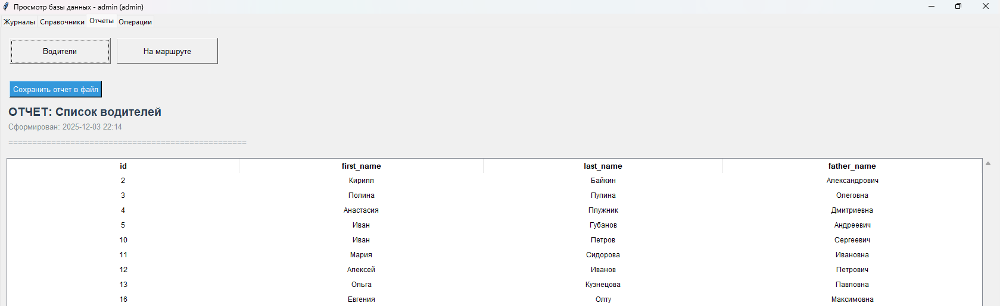 Просмотр базы данных - admin (admin)
Журналы Справочники Отчеты Операции
Водители На маршруте
Сохранить отчет в файл
ОТЧЕТ: Список водителей
Сформирован: 2025-12-03 22:14
==================================================
id first_name last_name father_name
2 Кирилл Байкин Александрович
3 Полина Пупина Олеговна
4 Анастасия Плужник Дмитриевна
5 Иван Губанов Андреевич
10 Иван Петров Сергеевич
11 Мария Сидорова Ивановна
12 Алексей Иванов Петрович
13 Ольга Кузнецова Павловна
16 Евгения Олту Максимовна